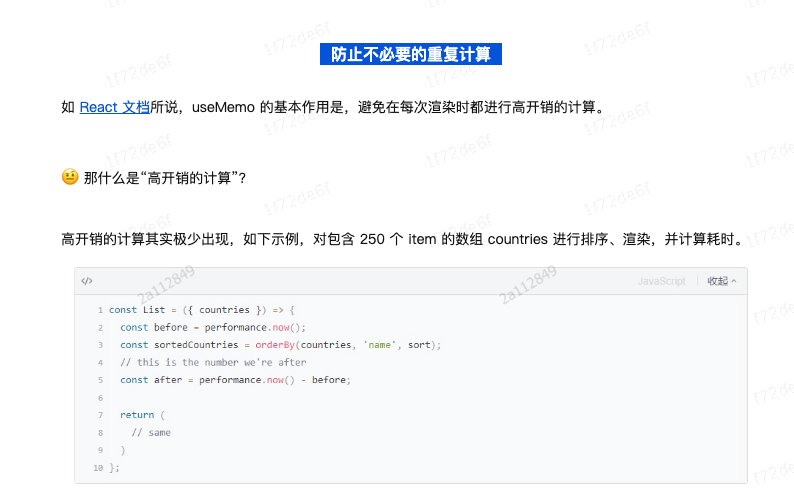 防止不必要的重复计算
如 React 文档所说，useMemo 的基本作用是，避免在每次渲染时都进行高开销的计算。
🤨 那什么是“高开销的计算”？
高开销的计算其实极少出现，如下示例，对包含 250 个 item 的数组 countries 进行排序、渲染，并计算耗时。
</> JavaScript | 收起
1 const List = ({ countries }) => {
2   const before = performance.now();
3   const sortedCountries = orderBy(countries, 'name', sort);
4   // this is the number we're after
5   const after = performance.now() - before;
6
7   return (
8     // same
9   )
10 };
1f72de6f
2a112849